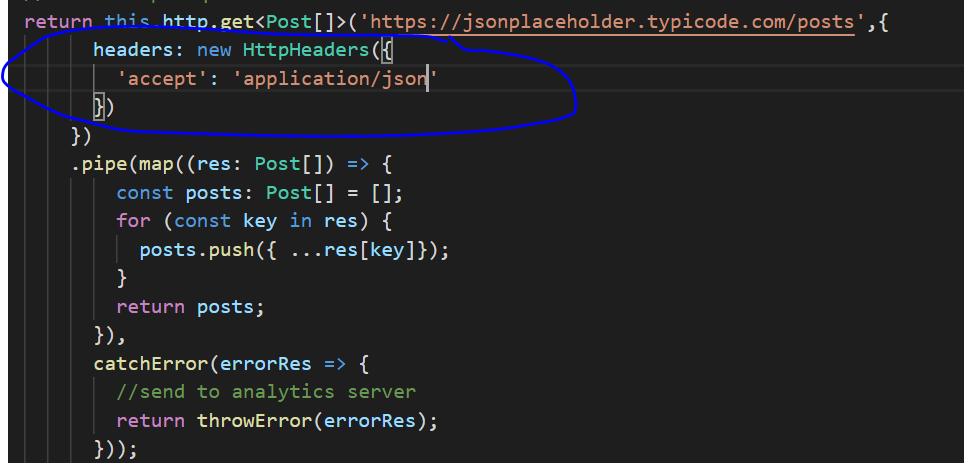 return this.http.get<Post[]>('https://jsonplaceholder.typicode.com/posts',{
headers: new HttpHeaders({
'accept': 'application/json'
})
})
.pipe(map((res: Post[]) => {
const posts: Post[] = [];
for (const key in res) {
posts.push({ ...res[key]});
}
return posts;
}),
catchError(errorRes => {
//send to analytics server
return throwError(errorRes);
}));